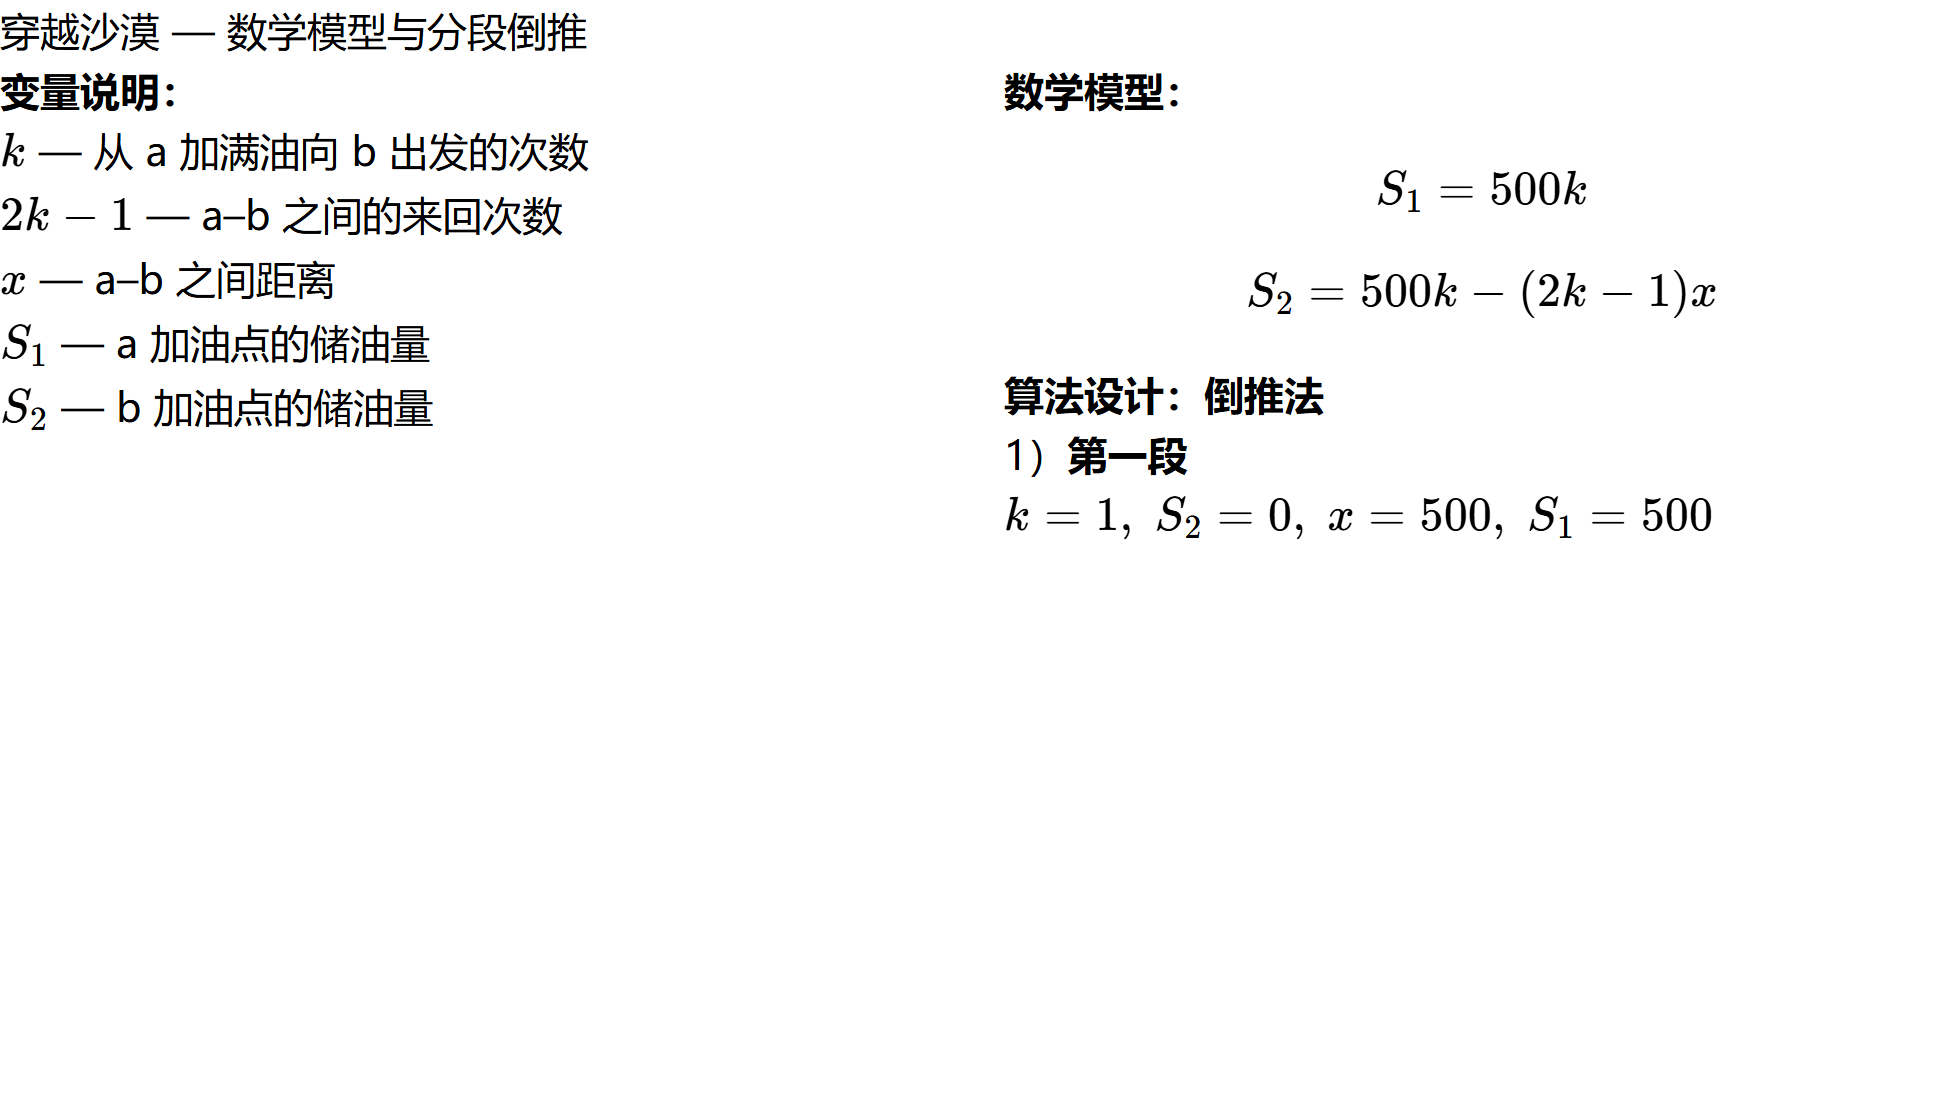 穿越沙漠 — 数学模型与分段倒推
变量说明：
k — 从 a 加满油向 b 出发的次数
2k − 1 — a–b 之间的来回次数
x — a–b 之间距离
S₁ — a 加油点的储油量
S₂ — b 加油点的储油量
数学模型：
S₁ = 500k
S₂ = 500k − (2k − 1)x
算法设计：倒推法
1）第一段
k = 1, S₂ = 0, x = 500, S₁ = 500